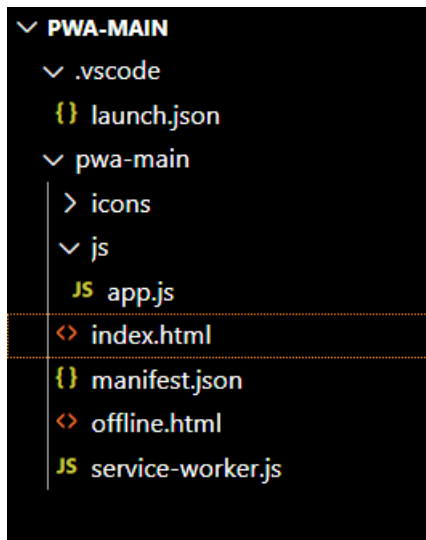 PWA-MAIN
.vscode
{} launch.json
pwa-main
icons
js
JS app.js
<> index.html
{} manifest.json
<> offline.html
JS service-worker.js